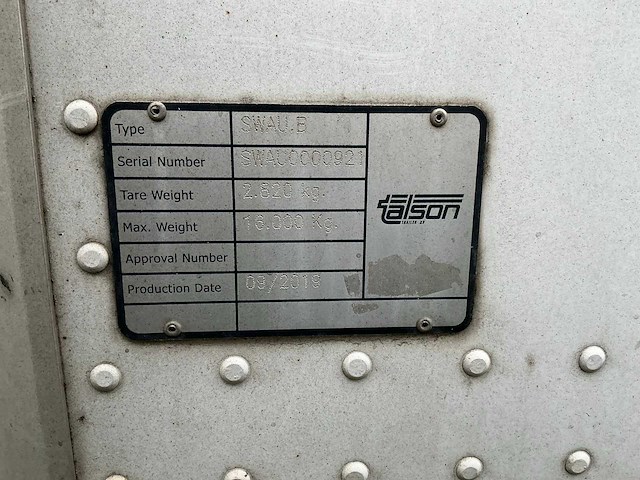 Type SWAU.B
Serial Number SWAU0000921
Tare Weight 2.820 kg.
Max. Weight 16.000 Kg.
talson
Approval Number
Production Date 09/2019